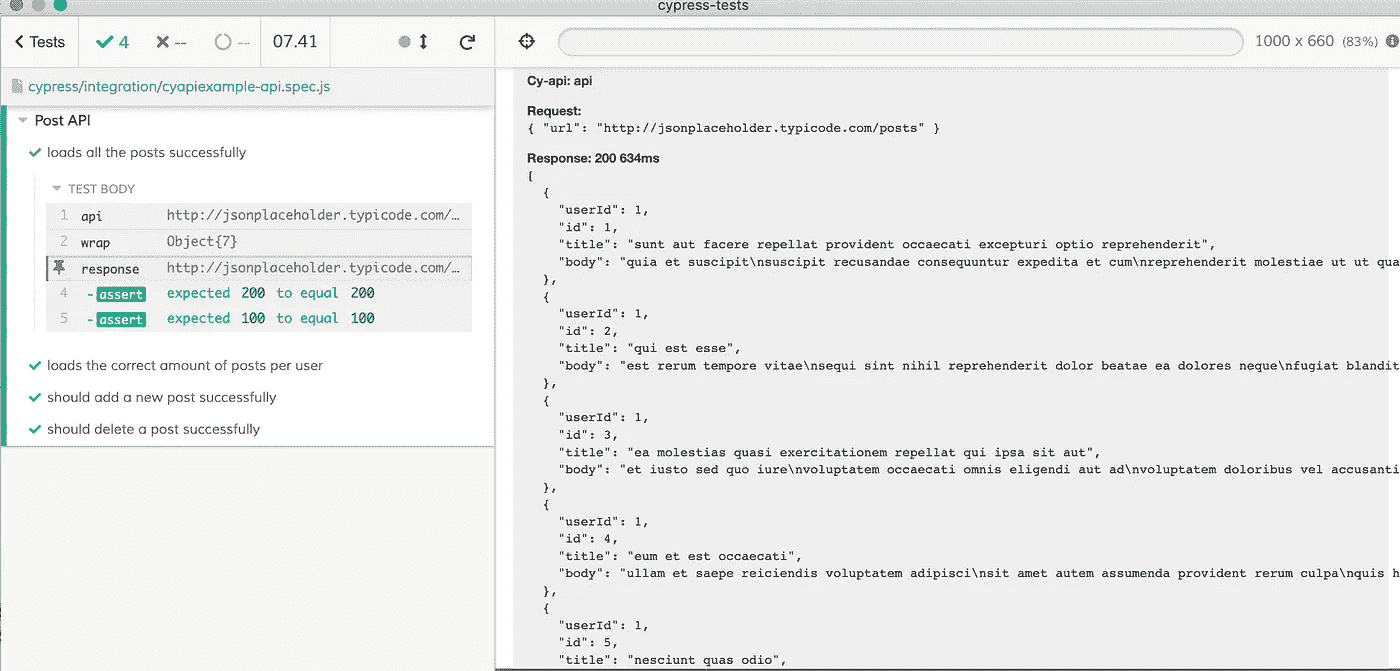 cypress-tests
Tests 4 -- -- 07.41
1000 x 660 (83%)
cypress/integration/cyapiexample-api.spec.js
Post API
loads all the posts successfully
TEST BODY
1 api http://jsonplaceholder.typicode.com/…
2 wrap Object{7}
response http://jsonplaceholder.typicode.com/…
4 -assert expected 200 to equal 200
5 -assert expected 100 to equal 100
loads the correct amount of posts per user
should add a new post successfully
should delete a post successfully
Cy-api: api
Request:
{ "url": "http://jsonplaceholder.typicode.com/posts" }
Response: 200 634ms
[
{
"userId": 1,
"id": 1,
"title": "sunt aut facere repellat provident occaecati excepturi optio reprehenderit",
"body": "quia et suscipit\nsuscipit recusandae consequuntur expedita et cum\nreprehenderit molestiae ut ut qua
},
{
"userId": 1,
"id": 2,
"title": "qui est esse",
"body": "est rerum tempore vitae\nsequi sint nihil reprehenderit dolor beatae ea dolores neque\nfugiat blandit
},
{
"userId": 1,
"id": 3,
"title": "ea molestias quasi exercitationem repellat qui ipsa sit aut",
"body": "et iusto sed quo iure\nvoluptatem occaecati omnis eligendi aut ad\nvoluptatem doloribus vel accusanti
},
{
"userId": 1,
"id": 4,
"title": "eum et est occaecati",
"body": "ullam et saepe reiciendis voluptatem adipisci\nsit amet autem assumenda provident rerum culpa\nquis h
},
{
"userId": 1,
"id": 5,
"title": "nesciunt quas odio",